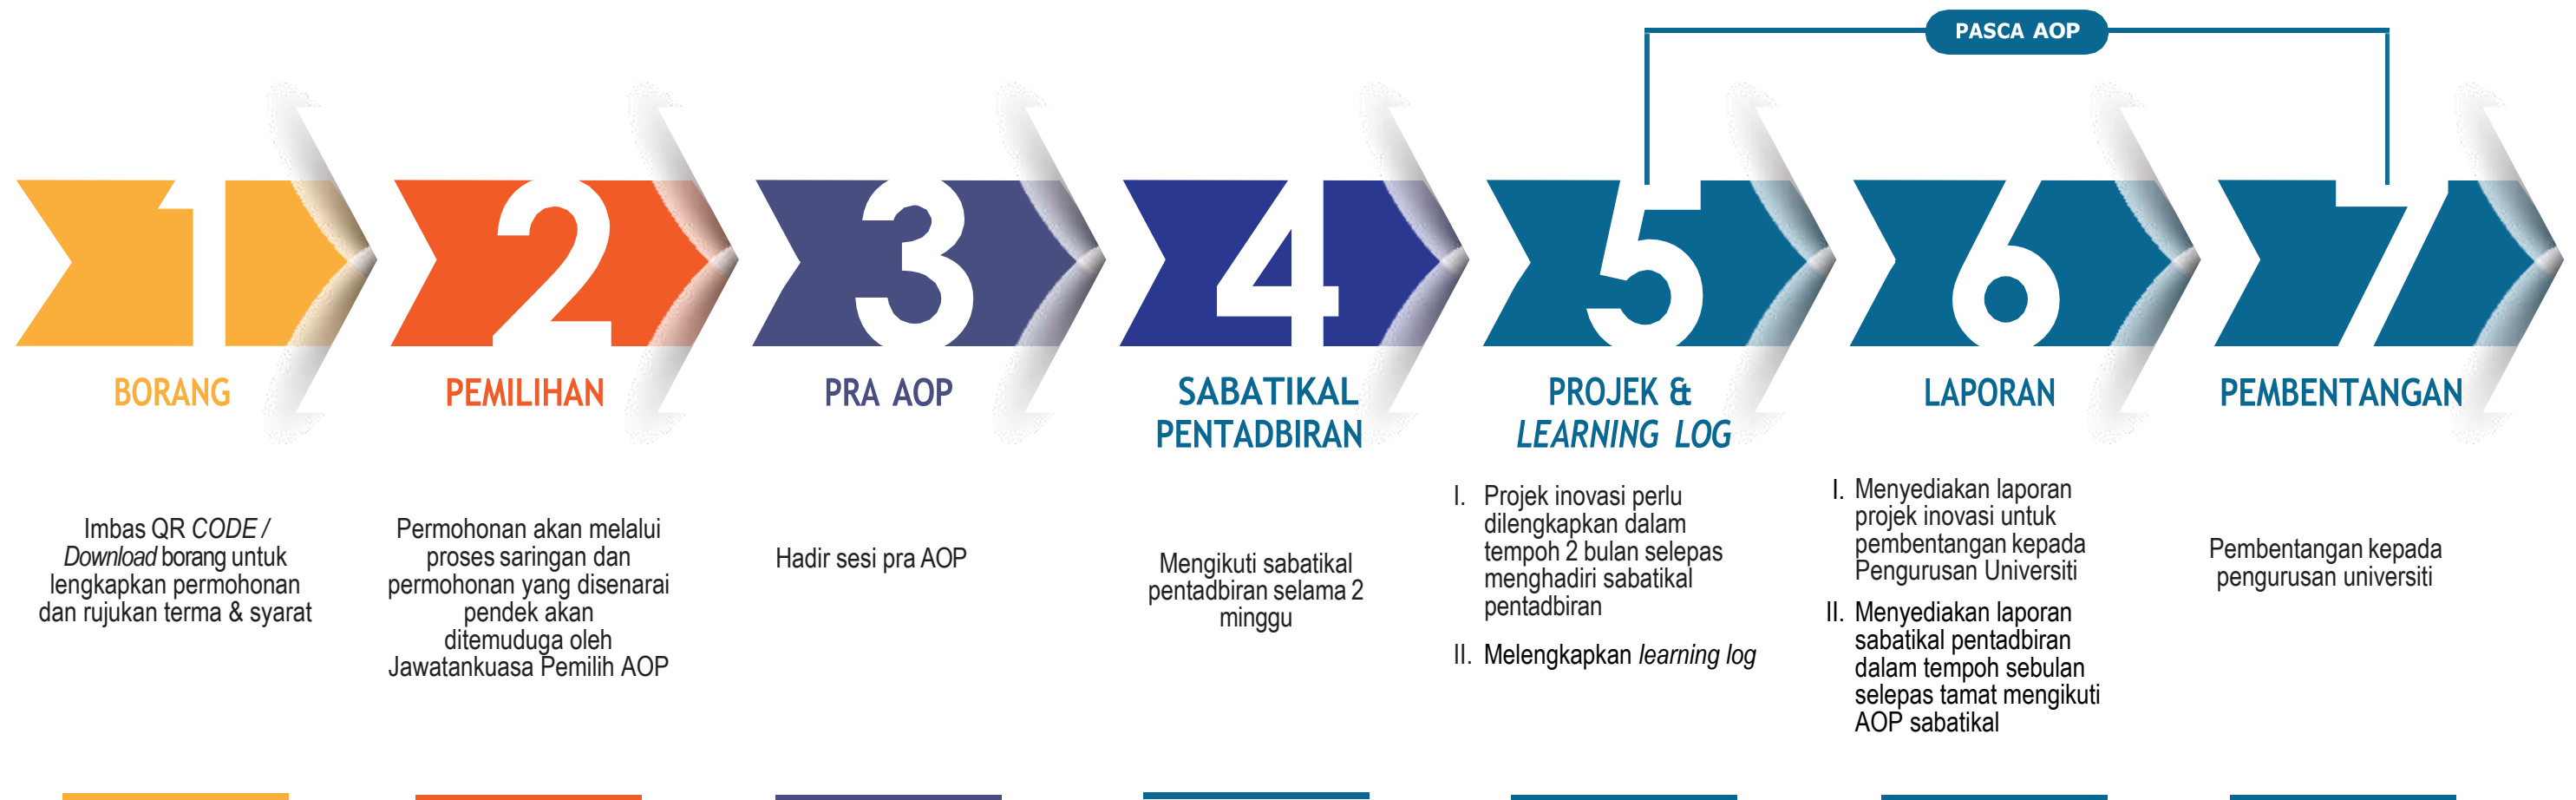 PASCA AOP
1
BORANG
Imbas QR CODE /
Download borang untuk
lengkapkan permohonan
dan rujukan terma & syarat
2
PEMILIHAN
Permohonan akan melalui
proses saringan dan
permohonan yang disenarai
pendek akan
ditemuduga oleh
Jawatankuasa Pemilih AOP
3
PRA AOP
Hadir sesi pra AOP
4
SABATIKAL
PENTADBIRAN
Mengikuti sabatikal
pentadbiran selama 2
minggu
5
PROJEK &
LEARNING LOG
I. Projek inovasi perlu
dilengkapkan dalam
tempoh 2 bulan selepas
menghadiri sabatikal
pentadbiran
II. Melengkapkan learning log
6
LAPORAN
I. Menyediakan laporan
projek inovasi untuk
pembentangan kepada
Pengurusan Universiti
II. Menyediakan laporan
sabatikal pentadbiran
dalam tempoh sebulan
selepas tamat mengikuti
AOP sabatikal
7
PEMBENTANGAN
Pembentangan kepada
pengurusan universiti